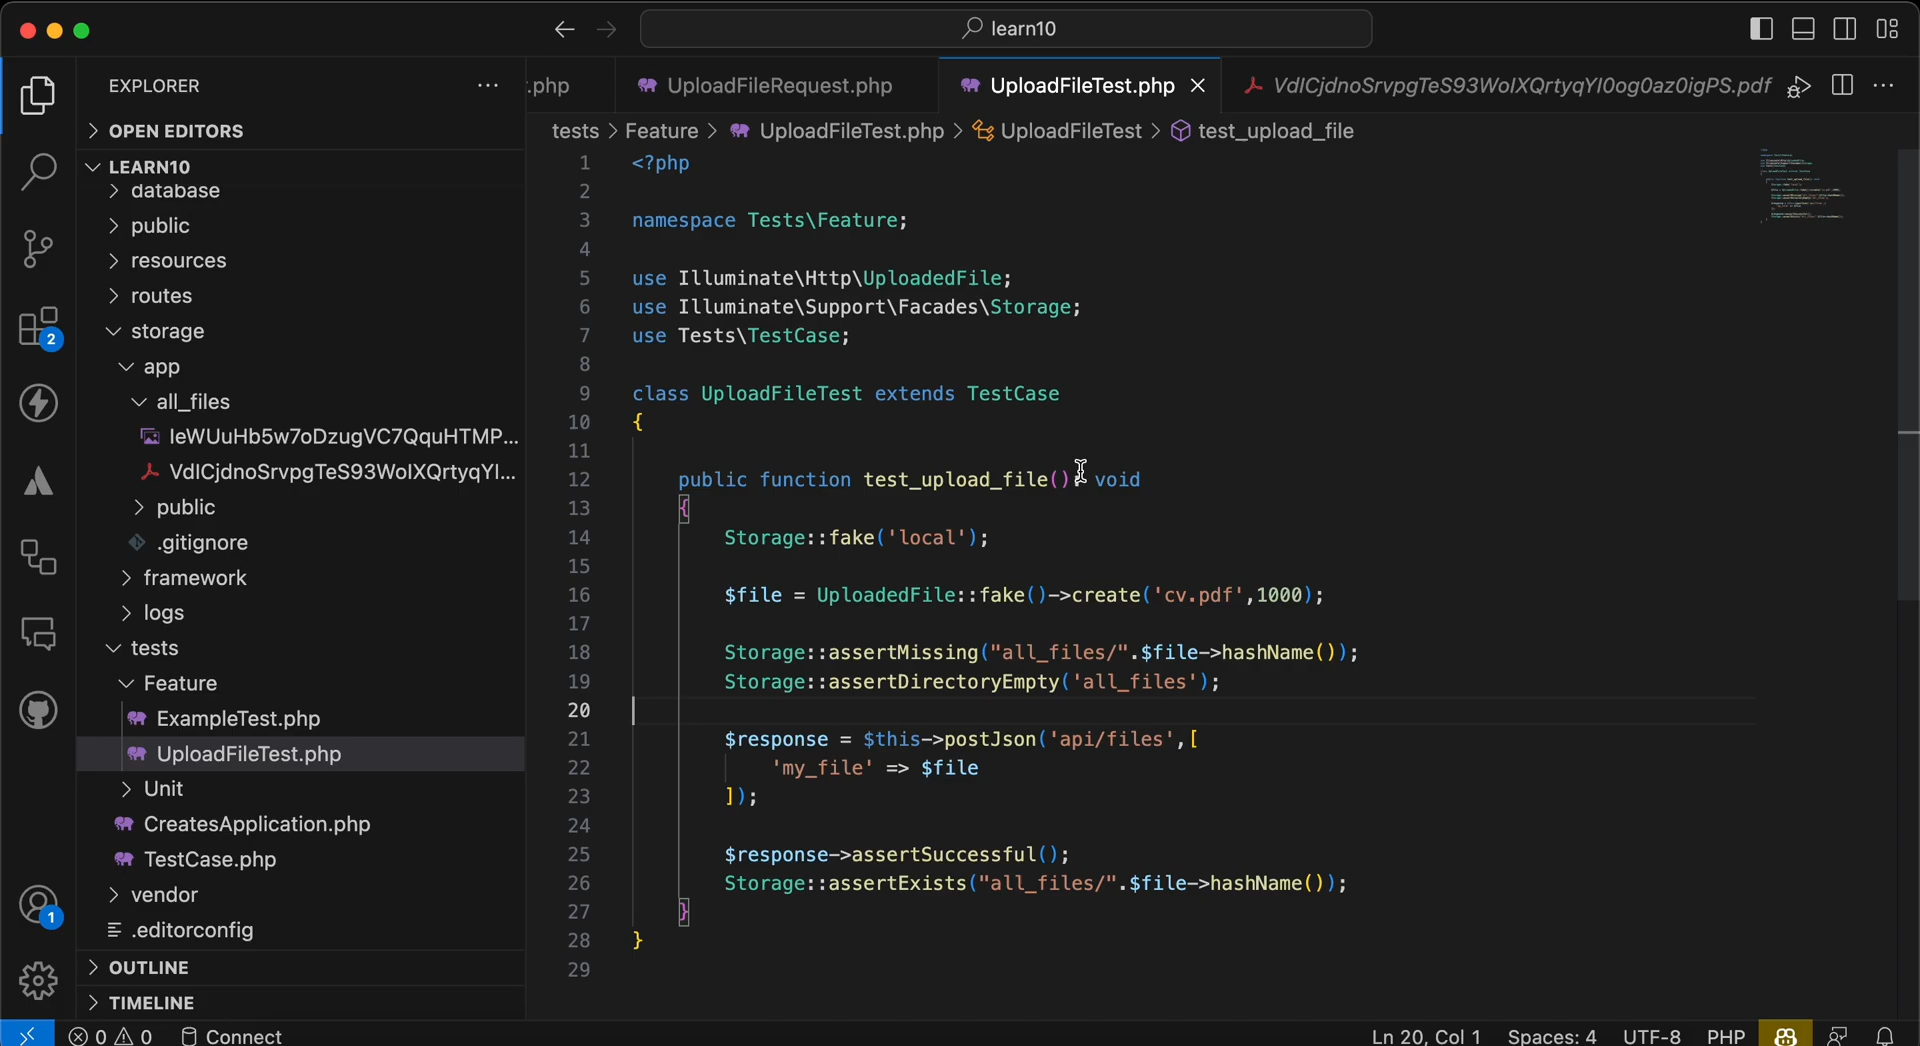 learn10
EXPLORER
OPEN EDITORS
LEARN10
database
public
resources
routes
storage
app
all_files
IeWUuHb5w7oDzugVC7QquHTMP...
VdICjdnoSrvpgTeS93WoIXQrtyqYI...
public
.gitignore
framework
logs
tests
Feature
ExampleTest.php
UploadFileTest.php
Unit
CreatesApplication.php
TestCase.php
vendor
.editorconfig
OUTLINE
TIMELINE
2
1
.php
UploadFileRequest.php
UploadFileTest.php
VdICjdnoSrvpgTeS93WoIXQrtyqYI0og0az0igPS.pdf
tests > Feature > UploadFileTest.php > UploadFileTest > test_upload_file
1 <?php
2
3 namespace Tests\Feature;
4
5 use Illuminate\Http\UploadedFile;
6 use Illuminate\Support\Facades\Storage;
7 use Tests\TestCase;
8
9 class UploadFileTest extends TestCase
10 {
11
12 public function test_upload_file(): void
13 {
14 Storage::fake('local');
15
16 $file = UploadedFile::fake()->create('cv.pdf',1000);
17
18 Storage::assertMissing("all_files/".$file->hashName());
19 Storage::assertDirectoryEmpty('all_files');
20
21 $response = $this->postJson('api/files',[
22 'my_file' => $file
23 ]);
24
25 $response->assertSuccessful();
26 Storage::assertExists("all_files/".$file->hashName());
27 }
28 }
29
0 0 Connect
Ln 20, Col 1 Spaces: 4 UTF-8 PHP